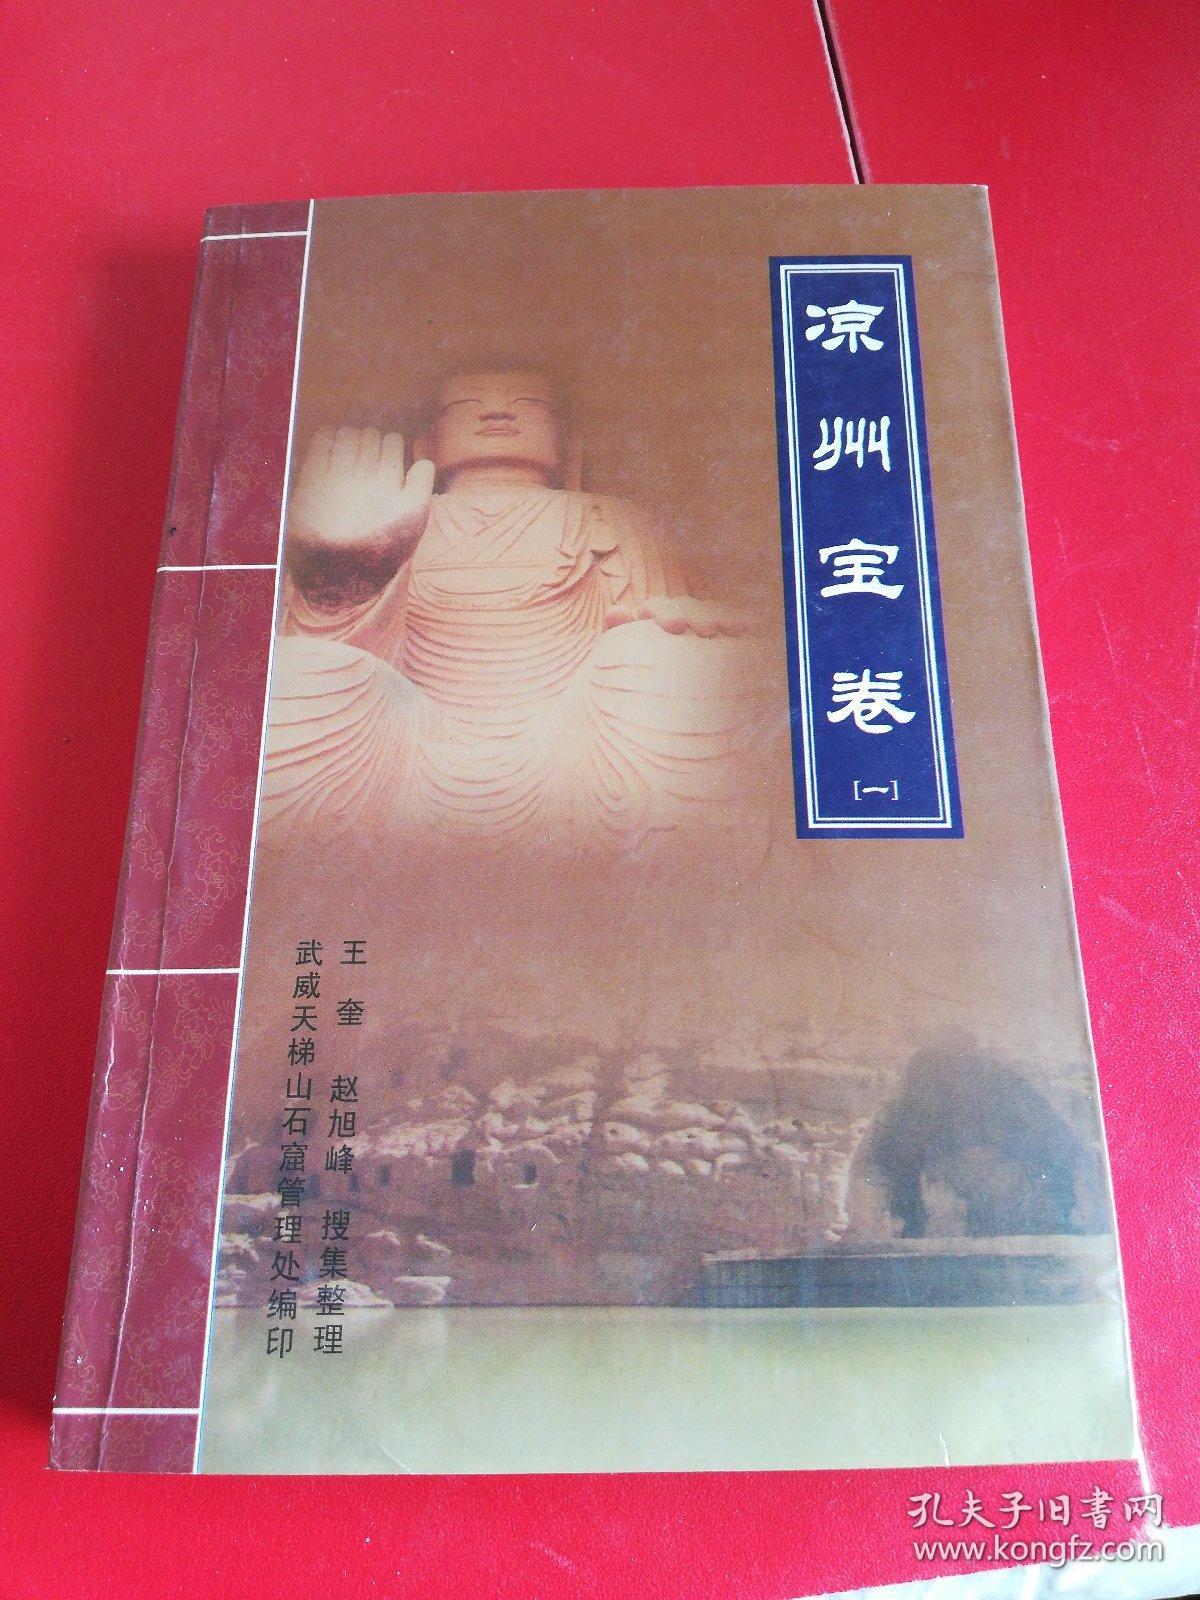 凉州宝卷
[一]
王奎 赵旭峰 搜集整理
武威天梯山石窟管理处编印
孔夫子旧書网
www.kongfz.com